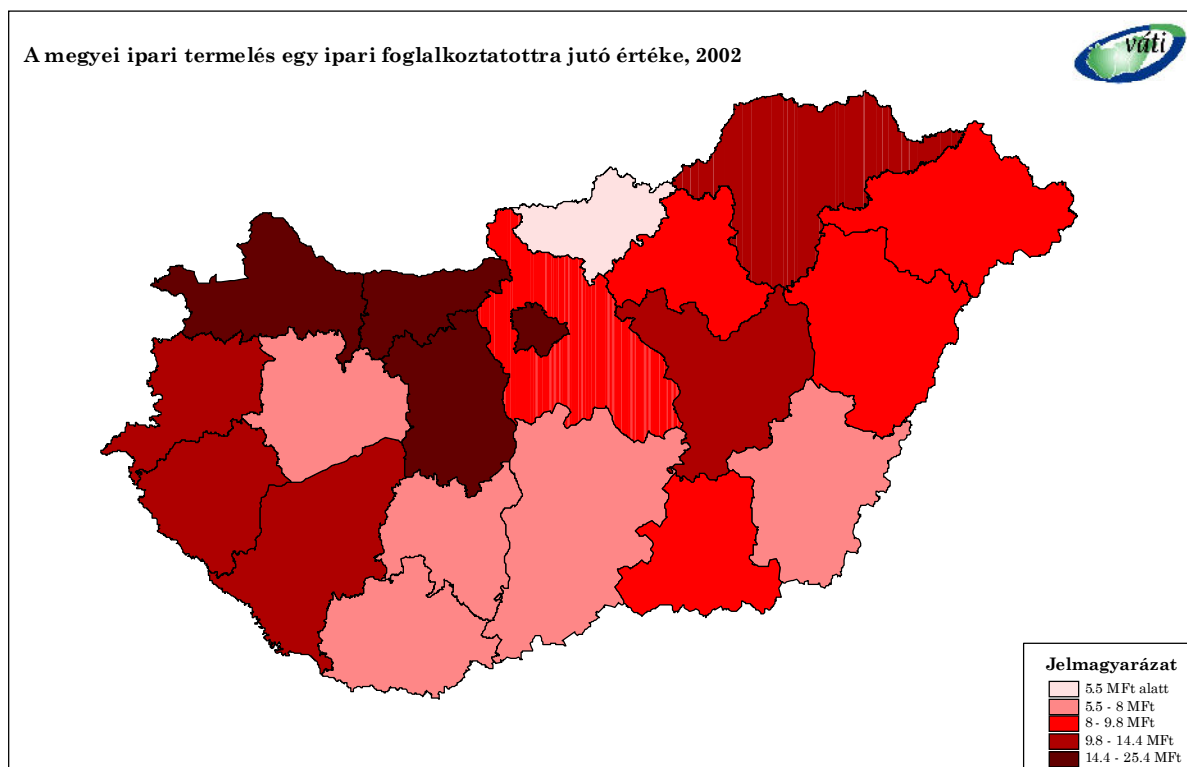 A megyei ipari termelés egy ipari foglalkoztatottra jutó értéke, 2002
váti
Jelmagyarázat
5.5 MFt alatt
5.5 - 8 MFt
8 - 9.8 MFt
9.8 - 14.4 MFt
14.4 - 25.4 MFt